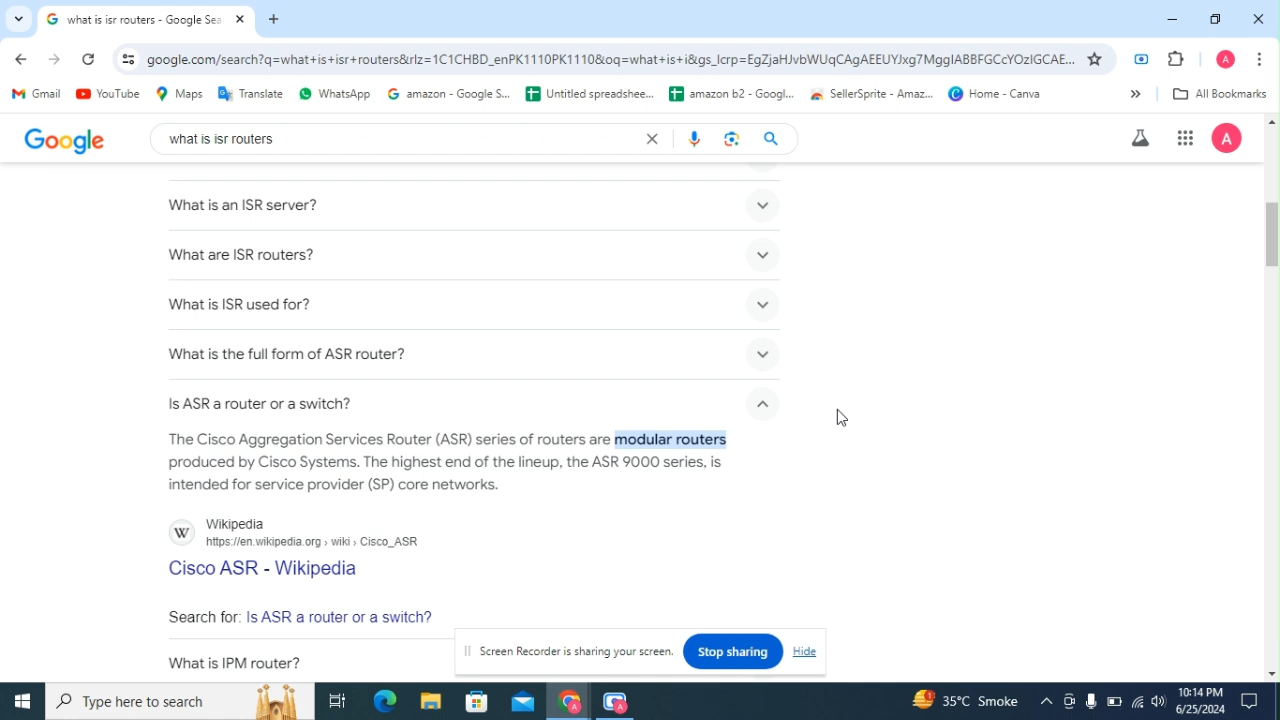 what is isr routers - Google Sea
google.com/search?q=what+is+isr+routers&rlz=1C1CHBD_enPK1110PK1110&oq=what+is+i&gs_lcrp=EgZjaHJvbWUqCAgAEEUYJxg7MggIABBFGCcYOzIGCAE...
Gmail
YouTube
Maps
Translate
WhatsApp
amazon - Google S...
Untitled spreadshee...
amazon b2 - Googl...
SellerSprite - Amaz...
Home - Canva
All Bookmarks
Google
what is isr routers
A
What is an ISR server?
What are ISR routers?
What is ISR used for?
What is the full form of ASR router?
Is ASR a router or a switch?
The Cisco Aggregation Services Router (ASR) series of routers are modular routers
produced by Cisco Systems. The highest end of the lineup, the ASR 9000 series, is
intended for service provider (SP) core networks.
W
Wikipedia
https://en.wikipedia.org › wiki › Cisco_ASR
Cisco ASR - Wikipedia
Search for: Is ASR a router or a switch?
Screen Recorder is sharing your screen.
Stop sharing
Hide
What is IPM router?
Type here to search
35°C Smoke
10:14 PM
6/25/2024